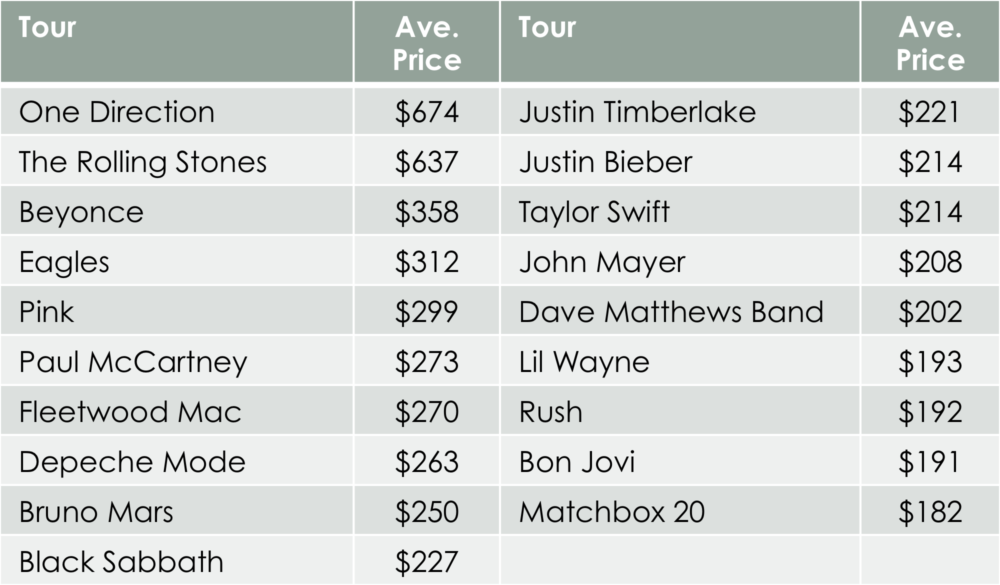 Tour Ave. Price Tour Ave. Price
One Direction $674 Justin Timberlake $221
The Rolling Stones $637 Justin Bieber $214
Beyonce $358 Taylor Swift $214
Eagles $312 John Mayer $208
Pink $299 Dave Matthews Band $202
Paul McCartney $273 Lil Wayne $193
Fleetwood Mac $270 Rush $192
Depeche Mode $263 Bon Jovi $191
Bruno Mars $250 Matchbox 20 $182
Black Sabbath $227